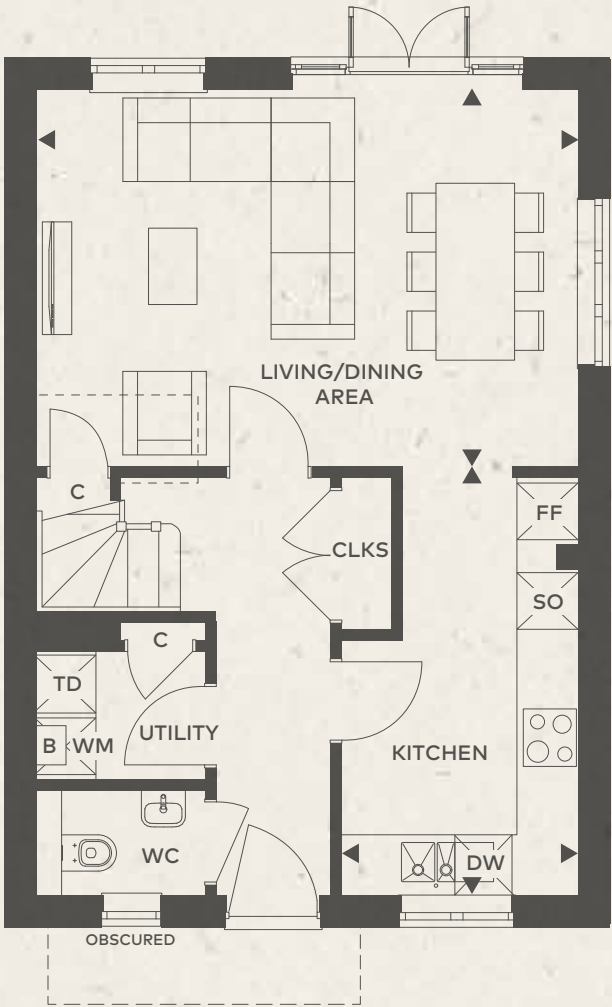 LIVING/DINING
AREA
C
CLKS
FF
SO
C
TD
UTILITY
B WM
KITCHEN
WC
DW
OBSCURED